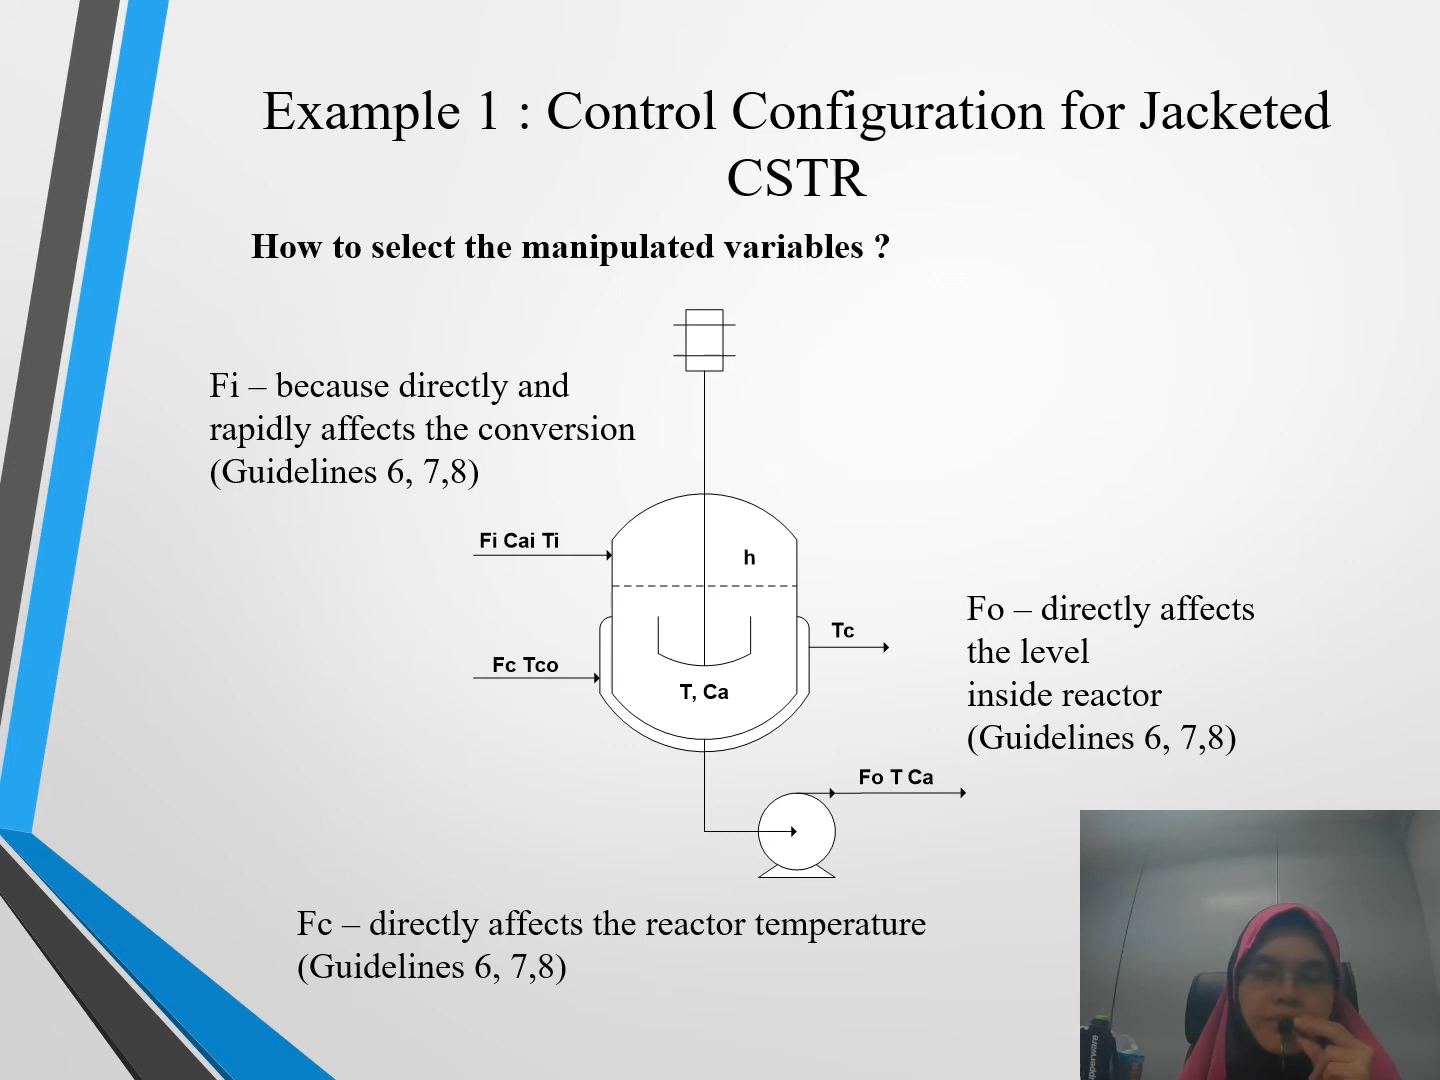 Example 1 : Control Configuration for Jacketed
CSTR
How to select the manipulated variables ?
Fi – because directly and
rapidly affects the conversion
(Guidelines 6, 7,8)
Fi Cai Ti
h
Fc Tco
Tc
T, Ca
Fo – directly affects
the level
inside reactor
(Guidelines 6, 7,8)
Fo T Ca
Fc – directly affects the reactor temperature
(Guidelines 6, 7,8)